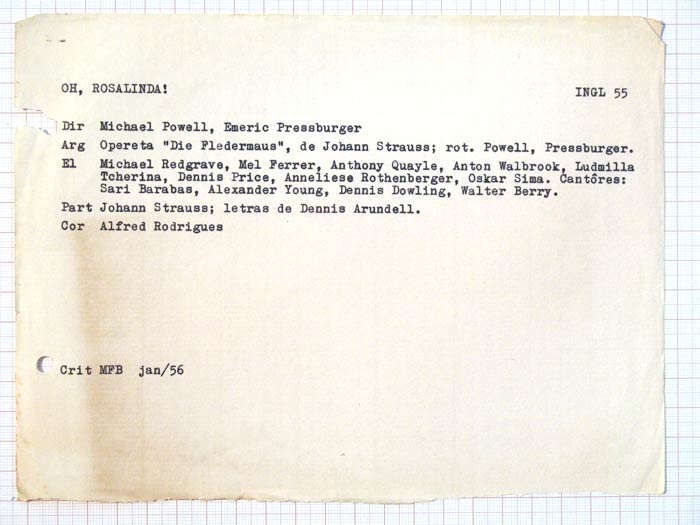 OH, ROSALINDA!
INGL 55
Dir Michael Powell, Emeric Pressburger
Arg Opereta "Die Fledermaus", de Johann Strauss; rot. Powell, Pressburger.
El Michael Redgrave, Mel Ferrer, Anthony Quayle, Anton Walbrook, Ludmilla
Tcherina, Dennis Price, Anneliese Rothenberger, Oskar Sima. Cantôres:
Sari Barabas, Alexander Young, Dennis Dowling, Walter Berry.
Part Johann Strauss; letras de Dennis Arundell.
Cor Alfred Rodrigues
Crit MFB jan/56